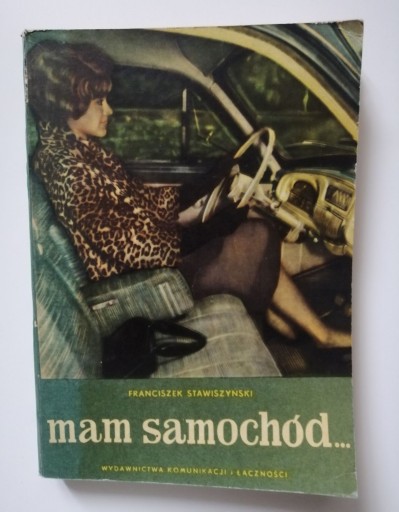 FRANCISZEK STAWISZYŃSKI
mam samochód...
WYDAWNICTWA KOMUNIKACJI I ŁĄCZNOŚCI